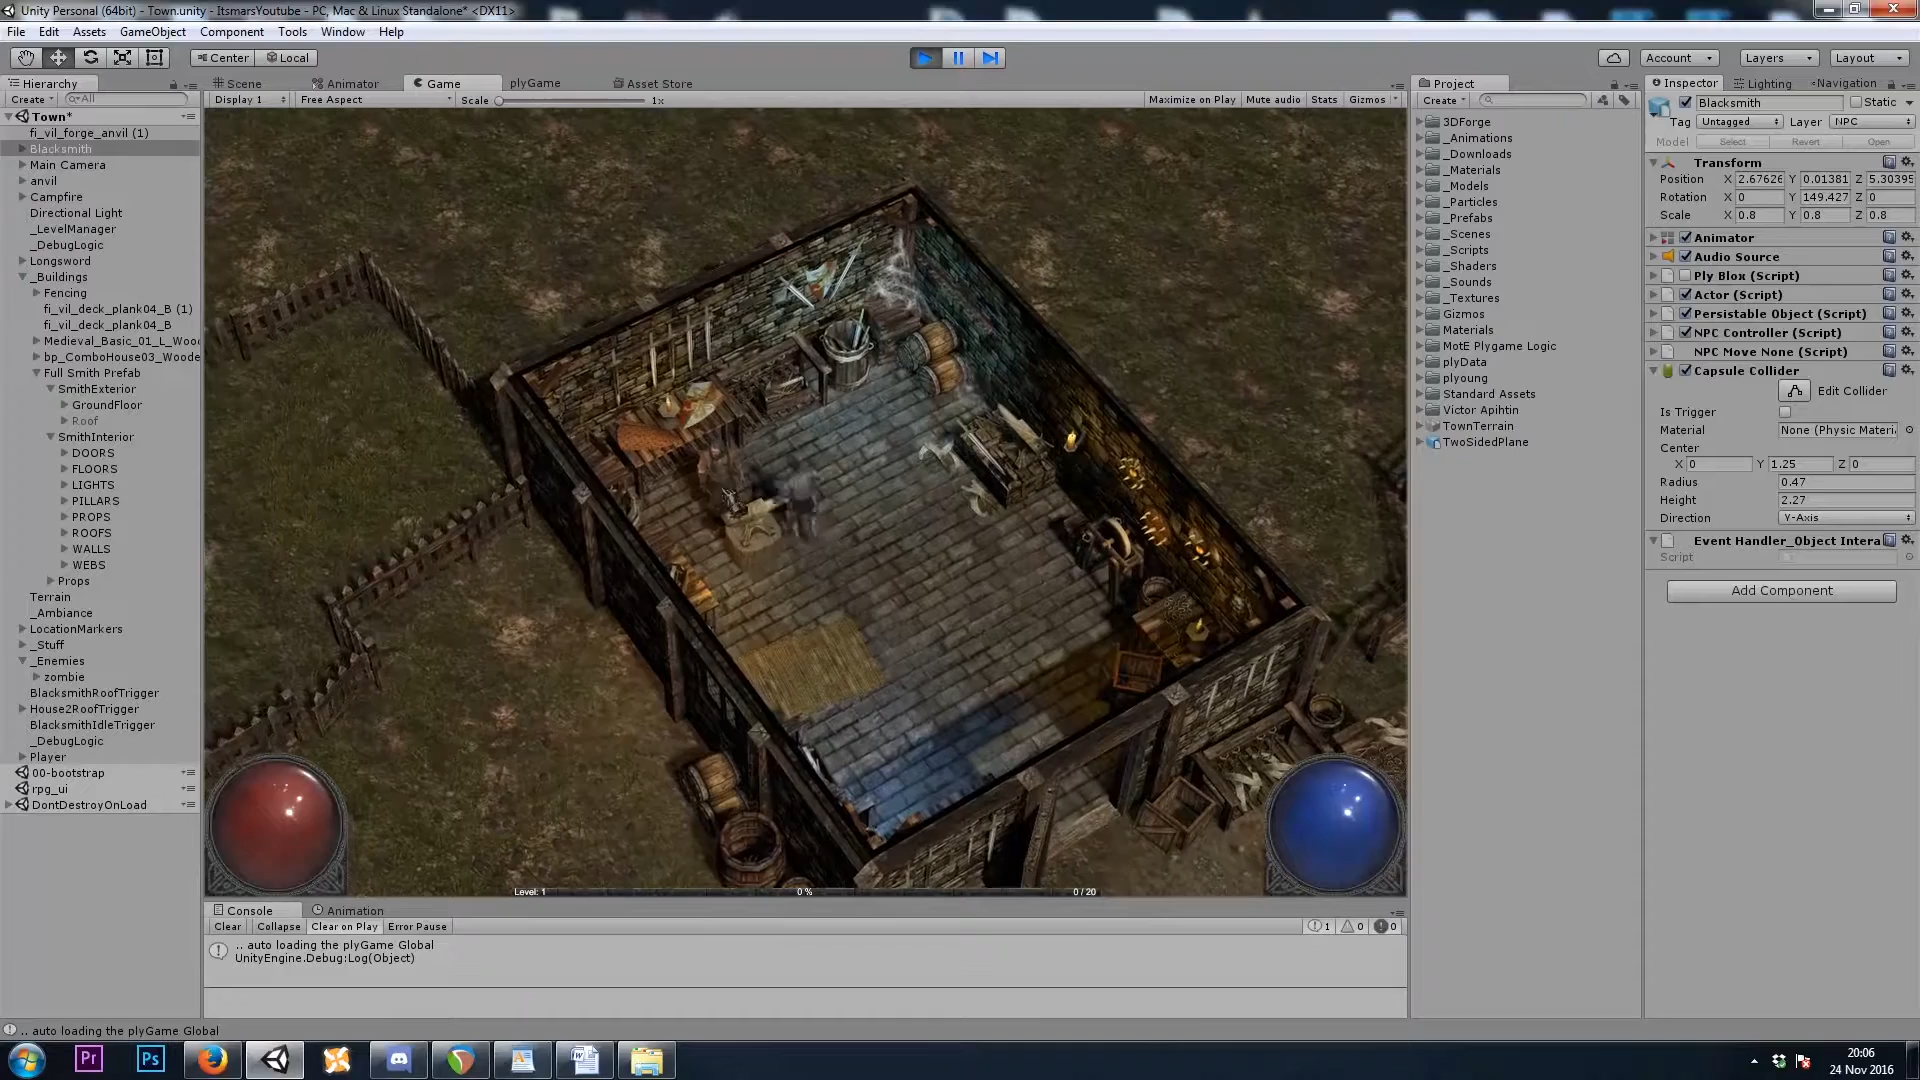 Unity Personal (64bit) - Town.unity - ItsmarsYoutube - PC, Mac & Linux Standalone* <DX11>
File Edit Assets GameObject Component Tools Window Help
Center Local Account Layers Layout
Hierarchy Scene Animator Game plyGame Asset Store Project Inspector Lighting Navigation
Create All Display 1 Free Aspect Scale 1x Maximize on Play Mute audio Stats Gizmos Create
Town*
fi_vil_forge_anvil (1)
Blacksmith
Main Camera
anvil
Campfire
Directional Light
_LevelManager
_DebugLogic
Longsword
_Buildings
Fencing
fi_vil_deck_plank04_B (1)
fi_vil_deck_plank04_B
Medieval_Basic_01_L_Woo
bp_ComboHouse03_Woode
Full Smith Prefab
SmithExterior
GroundFloor
Roof
SmithInterior
DOORS
FLOORS
LIGHTS
PILLARS
PROPS
ROOFS
WALLS
WEBS
Props
Terrain
_Ambiance
LocationMarkers
_Stuff
_Enemies
zombie
BlacksmithRoofTrigger
House2RoofTrigger
BlacksmithIdleTrigger
_DebugLogic
Player
00-bootstrap
rpg_ui
DontDestroyOnLoad
Level: 1 0 % 0 / 20
Console Animation
Clear Collapse Clear on Play Error Pause 1 0 0
.. auto loading the plyGame Global
UnityEngine.Debug:Log(Object)
3DForge
_Animations
_Downloads
_Materials
_Models
_Particles
_Prefabs
_Scenes
_Scripts
_Shaders
_Sounds
_Textures
Gizmos
Materials
MotE Plygame Logic
plyData
plyoung
Standard Assets
Victor Apihtin
TownTerrain
TwoSidedPlane
Blacksmith Static
Tag Untagged Layer NPC
Model Select Revert Open
Transform
Position X 2.67626 Y 0.01381 Z 5.30395
Rotation X 0 Y 149.427 Z 0
Scale X 0.8 Y 0.8 Z 0.8
Animator
Audio Source
Ply Blox (Script)
Actor (Script)
Persistable Object (Script)
NPC Controller (Script)
NPC Move None (Script)
Capsule Collider
Edit Collider
Is Trigger
Material None (Physic Materi
Center
X 0 Y 1.25 Z 0
Radius 0.47
Height 2.27
Direction Y-Axis
Event Handler_Object Intera
Script
Add Component
.. auto loading the plyGame Global
Pr Ps W
20:06
24 Nov 2016